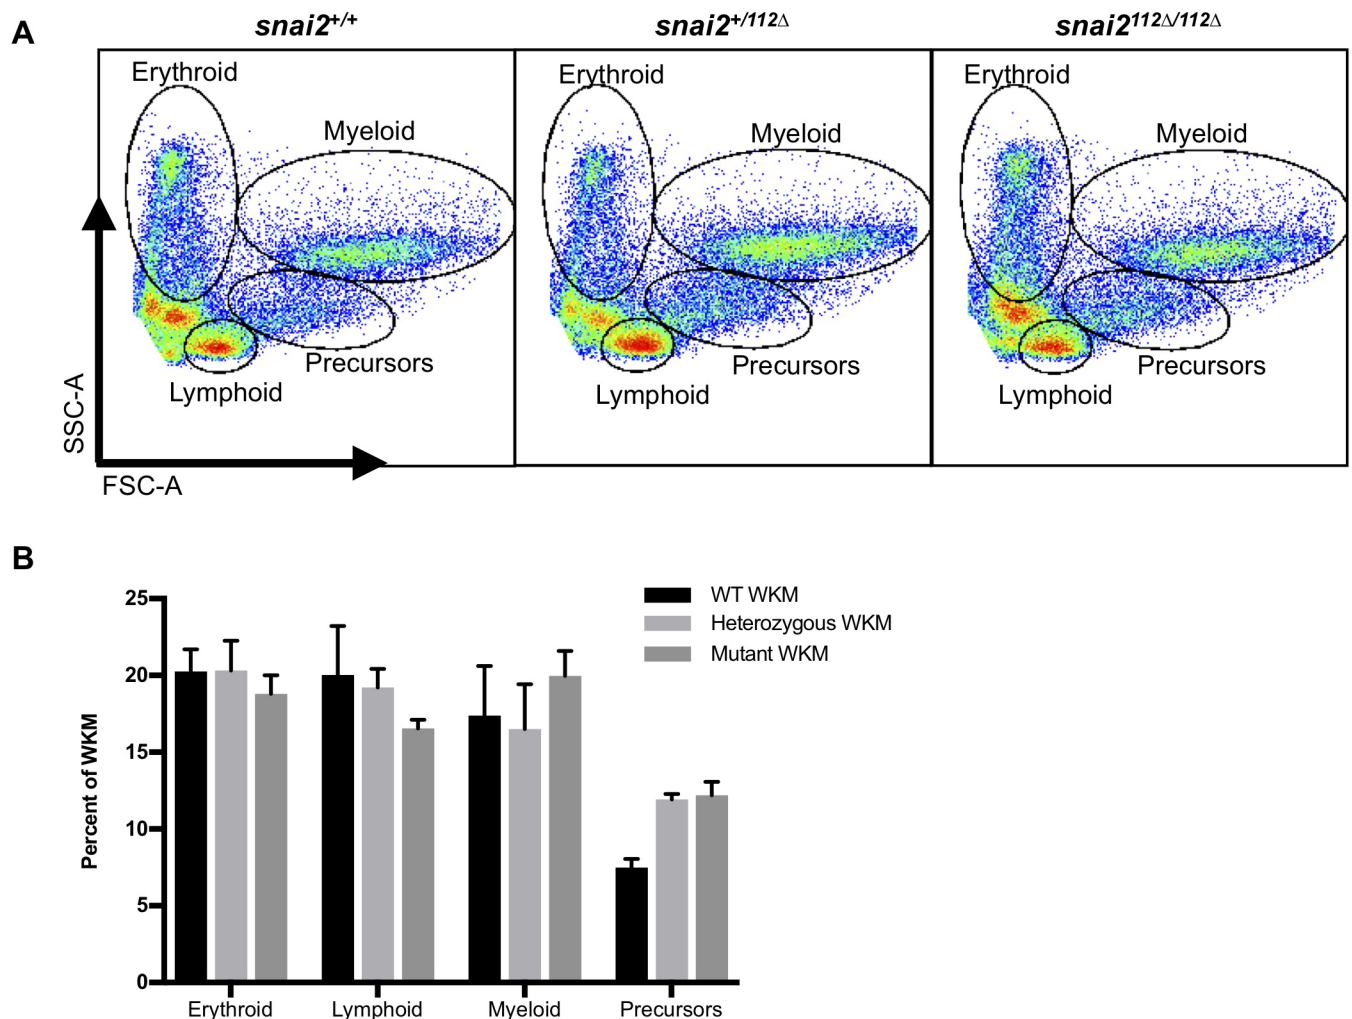 A
snai2+/+
snai2+/112Δ
snai2112Δ/112Δ
Erythroid
Myeloid
Precursors
Lymphoid
Erythroid
Myeloid
Precursors
Lymphoid
Erythroid
Myeloid
Precursors
Lymphoid
SSC-A
FSC-A
B
WT WKM
Heterozygous WKM
Mutant WKM
Percent of WKM
25
20
15
10
5
0
Erythroid
Lymphoid
Myeloid
Precursors